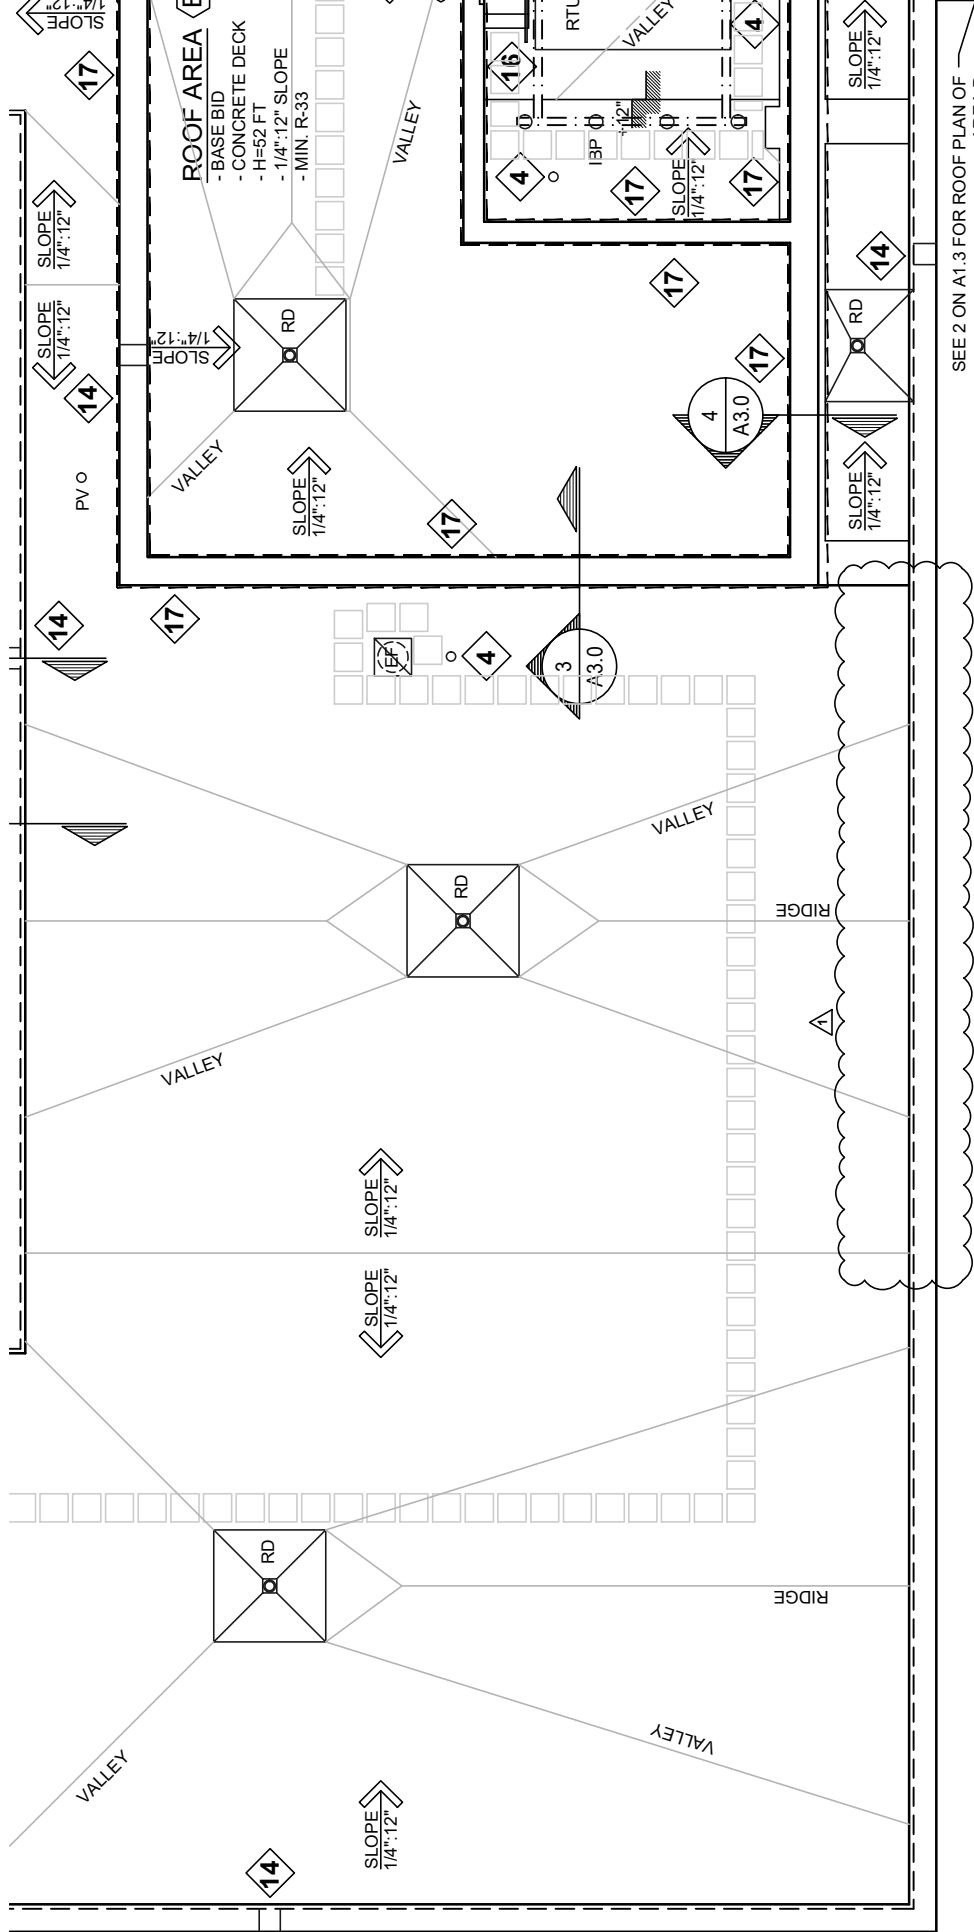 SLOPE
1/4":12"
17
ROOF AREA
- BASE BID
- CONCRETE DECK
- H=52 FT
- 1/4":12" SLOPE
- MIN. R-33
VALLEY
16
RTU
VALLEY
4
SLOPE
1/4":12"
SLOPE
1/4":12"
4
IBP
12"
17
SLOPE
1/4":12"
17
SEE 2 ON A1.3 FOR ROOF PLAN OF
SLOPE
1/4":12"
14
SLOPE
1/4":12"
RD
17
17
14
RD
PV
VALLEY
SLOPE
1/4":12"
17
4
A3.0
SLOPE
1/4":12"
14
17
EF
4
3
A3.0
VALLEY
RD
RIDGE
1
VALLEY
SLOPE
1/4":12"
SLOPE
1/4":12"
RD
RIDGE
VALLEY
VALLEY
SLOPE
1/4":12"
14